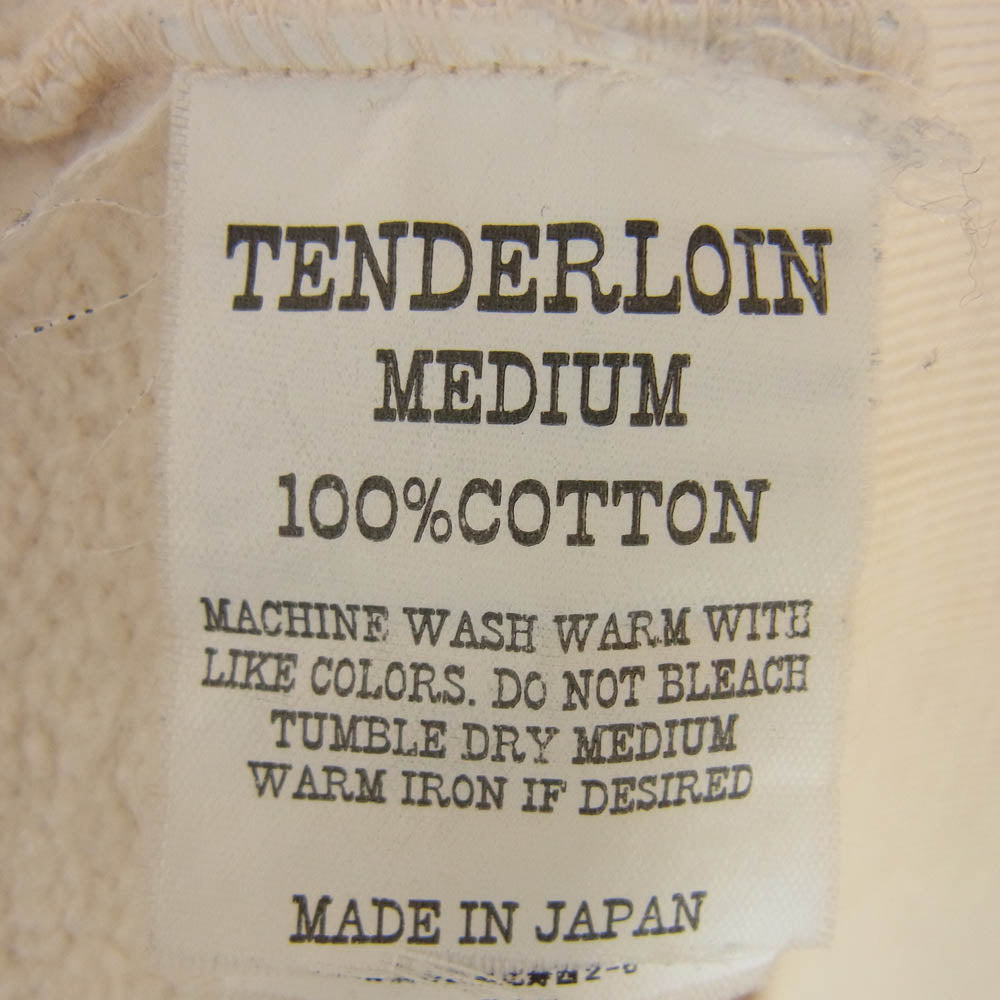 TENDERLOIN
MEDIUM
100%COTTON
MACHINE WASH WARM WITH
LIKE COLORS. DO NOT BLEACH
TUMBLE DRY MEDIUM
WARM IRON IF DESIRED
MADE IN JAPAN